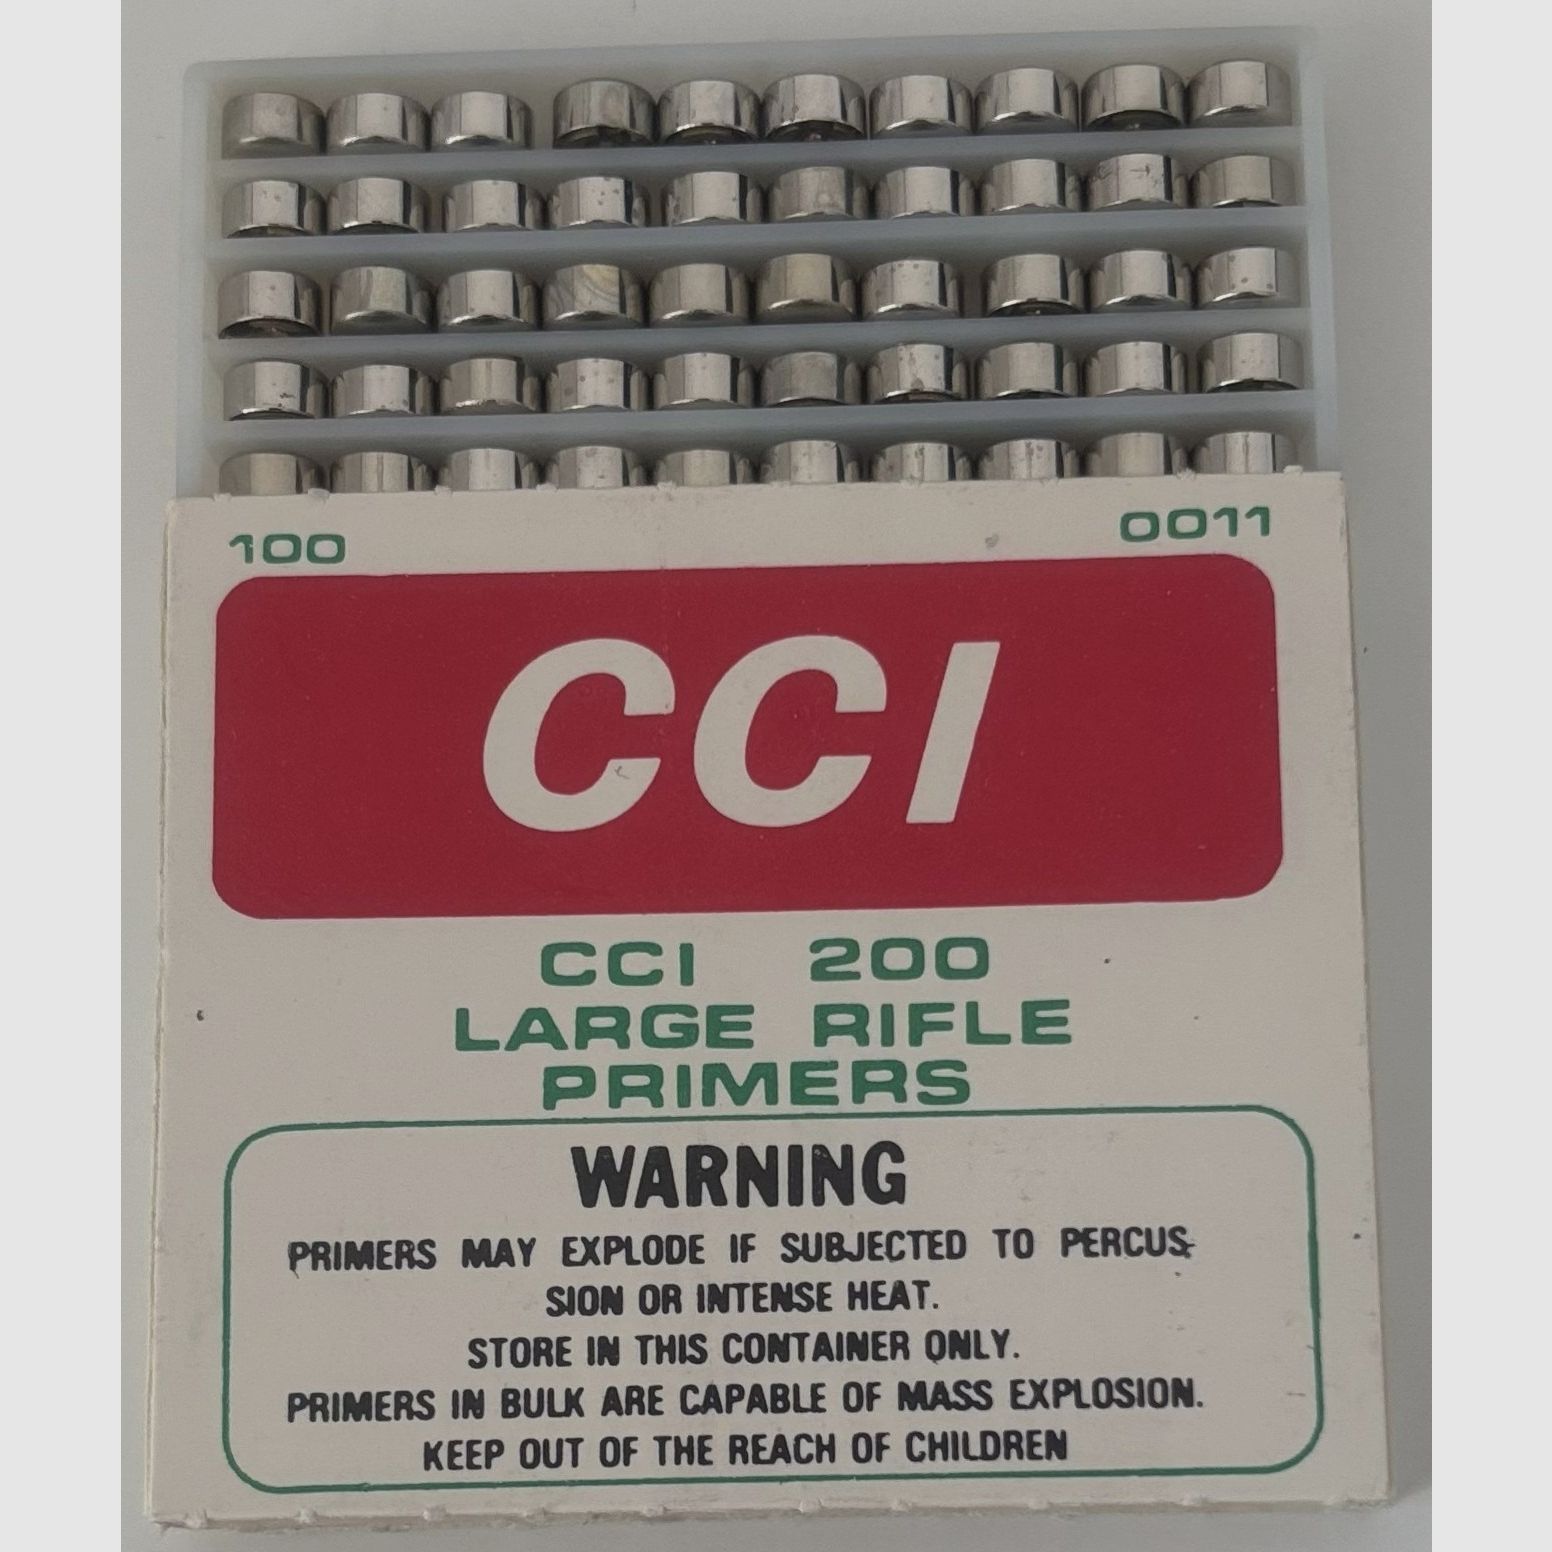 100 0011
CCI
CCI 200
LARGE RIFLE
PRIMERS
WARNING
PRIMERS MAY EXPLODE IF SUBJECTED TO PERCUS-
SION OR INTENSE HEAT.
STORE IN THIS CONTAINER ONLY.
PRIMERS IN BULK ARE CAPABLE OF MASS EXPLOSION.
KEEP OUT OF THE REACH OF CHILDREN